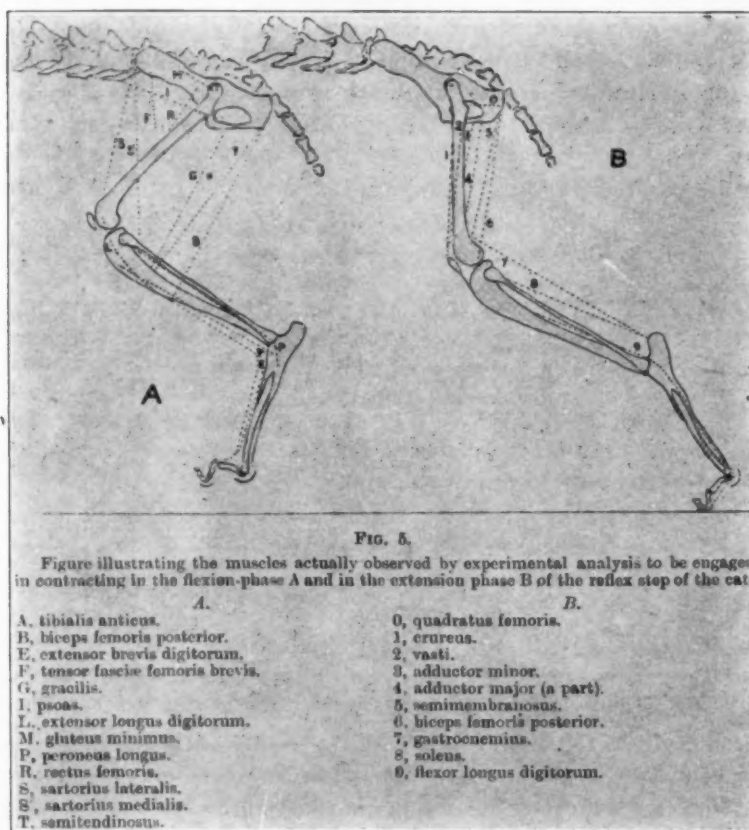 A
B
FIG. 5.
Figure illustrating the muscles actually observed by experimental analysis to be engage
in contracting in the flexion-phase A and in the extension phase B of the reflex step of the cat
A.
A, tibialis anticus.
B, biceps femoris posterior.
E, extensor brevis digitorum.
F, tensor fasciæ femoris brevis.
G, gracilis.
I, psoas.
L, extensor longus digitorum.
M, gluteus minimus.
P, peroneus longus.
R, rectus femoris.
S, sartorius lateralis.
S', sartorius medialis.
T, semitendinosus.
B.
0, quadratus femoris.
1, crureus.
2, vasti.
3, adductor minor.
4, adductor major (a part).
5, semimembranosus.
6, biceps femoris posterior.
7, gastrocnemius.
8, soleus.
9, flexor longus digitorum.